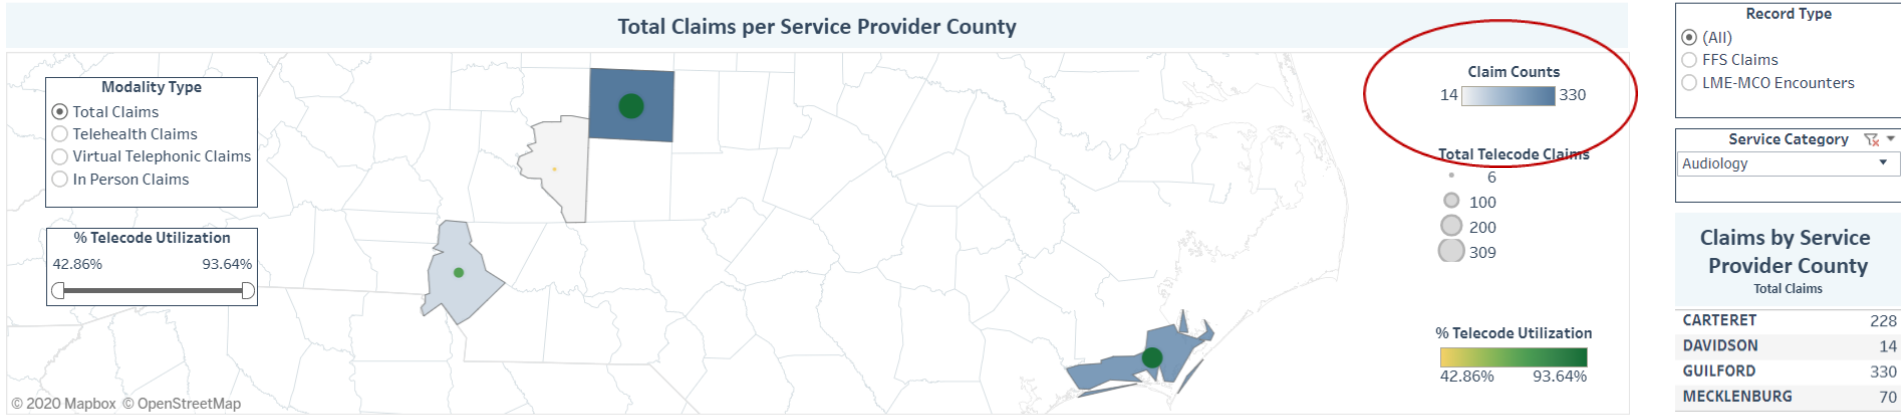 Total Claims per Service Provider County
Modality Type
Total Claims
Telehealth Claims
Virtual Telephonic Claims
In Person Claims
% Telecode Utilization
42.86% 93.64%
© 2020 Mapbox © OpenStreetMap
Claim Counts
14 330
Total Telecode Claims
6
100
200
309
% Telecode Utilization
42.86% 93.64%
Record Type
(All)
FFS Claims
LME-MCO Encounters
Service Category
Audiology
Claims by Service
Provider County
Total Claims
CARTERET 228
DAVIDSON 14
GUILFORD 330
MECKLENBURG 70